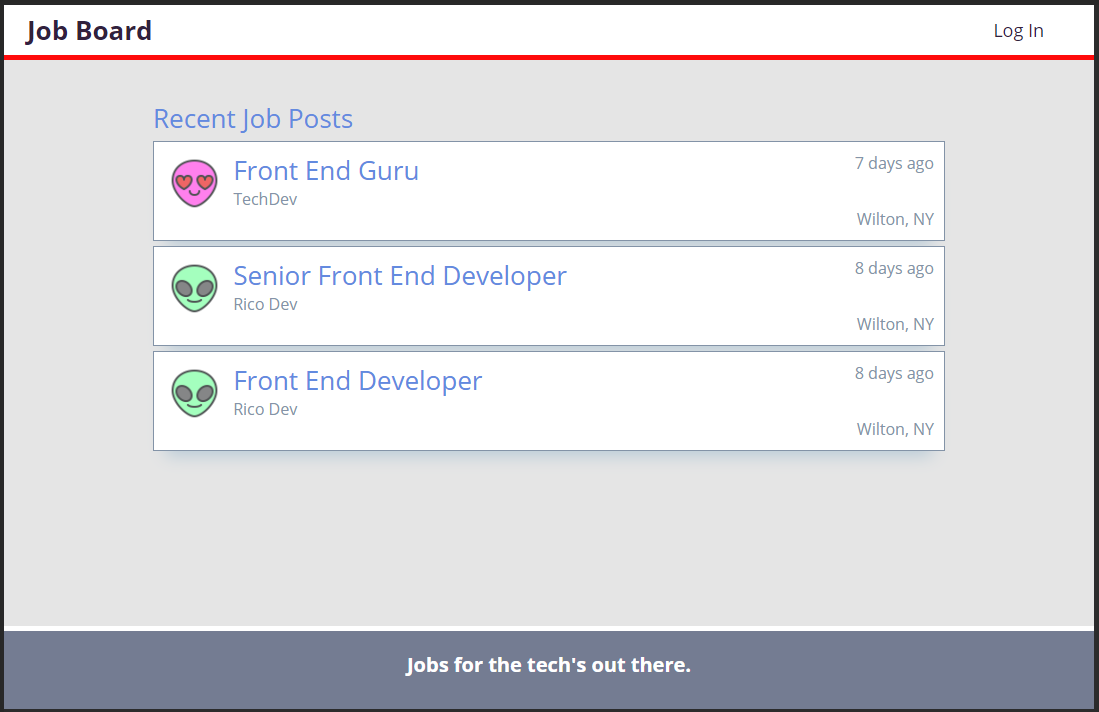 Job Board
Log In
Recent Job Posts
Front End Guru
7 days ago
TechDev
Wilton, NY
Senior Front End Developer
8 days ago
Rico Dev
Wilton, NY
Front End Developer
8 days ago
Rico Dev
Wilton, NY
Jobs for the tech's out there.